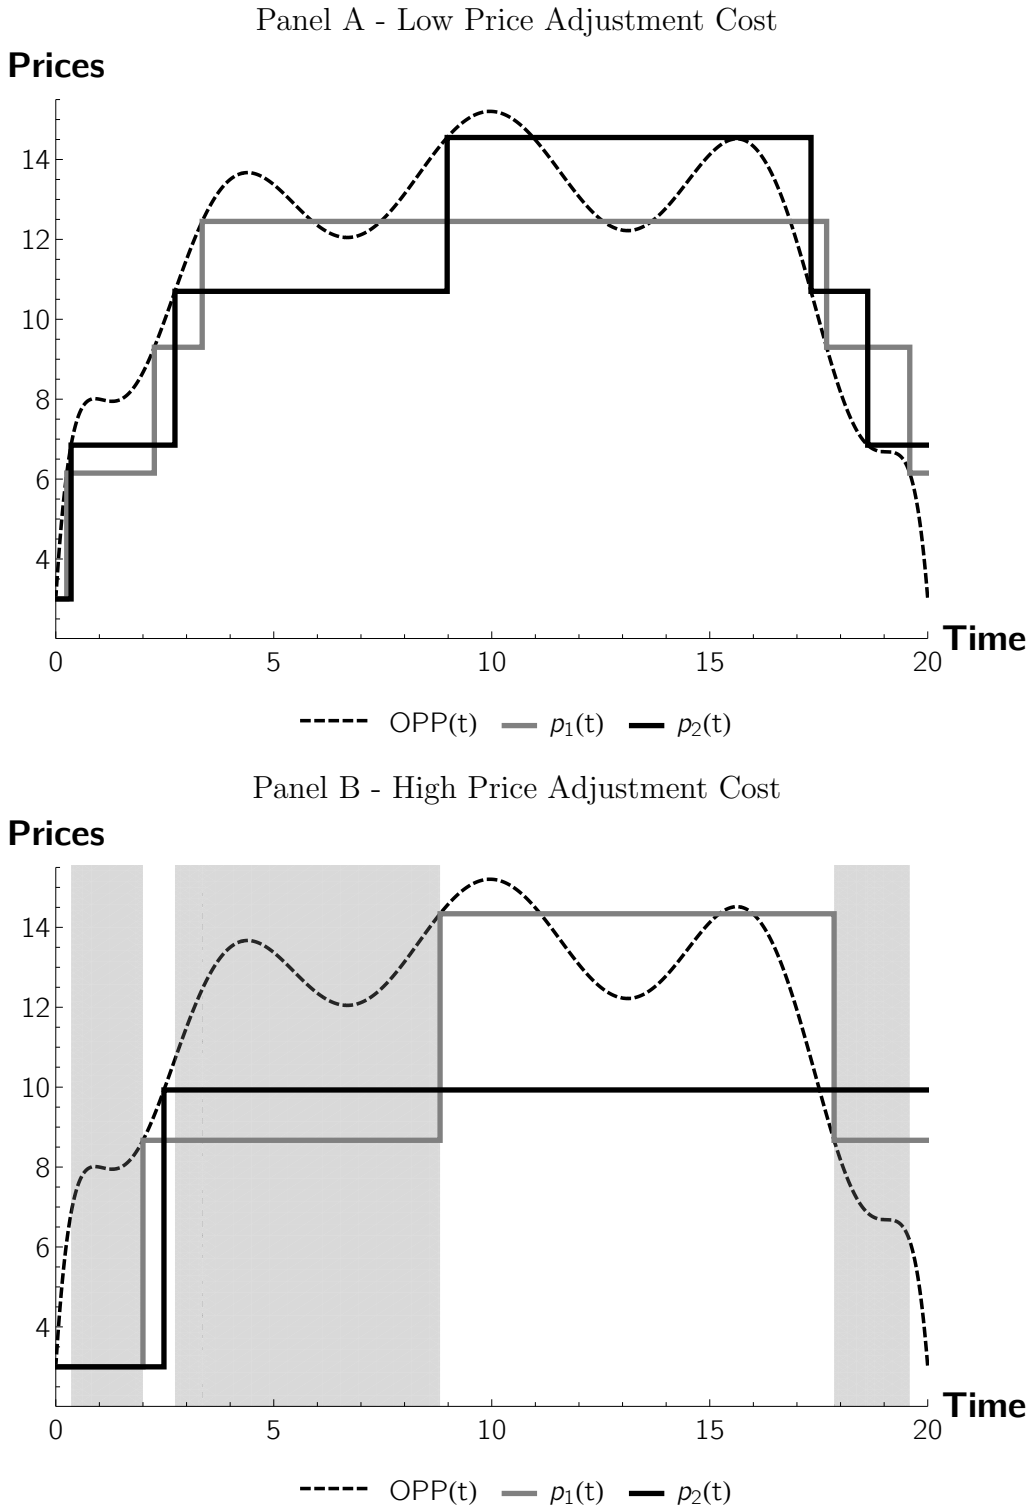 Panel A - Low Price Adjustment Cost
Prices
14
12
10
8
6
4
0 5 10 15 20 Time
OPP(t) p₁(t) p₂(t)
Panel B - High Price Adjustment Cost
Prices
14
12
10
8
6
4
0 5 10 15 20 Time
OPP(t) p₁(t) p₂(t)